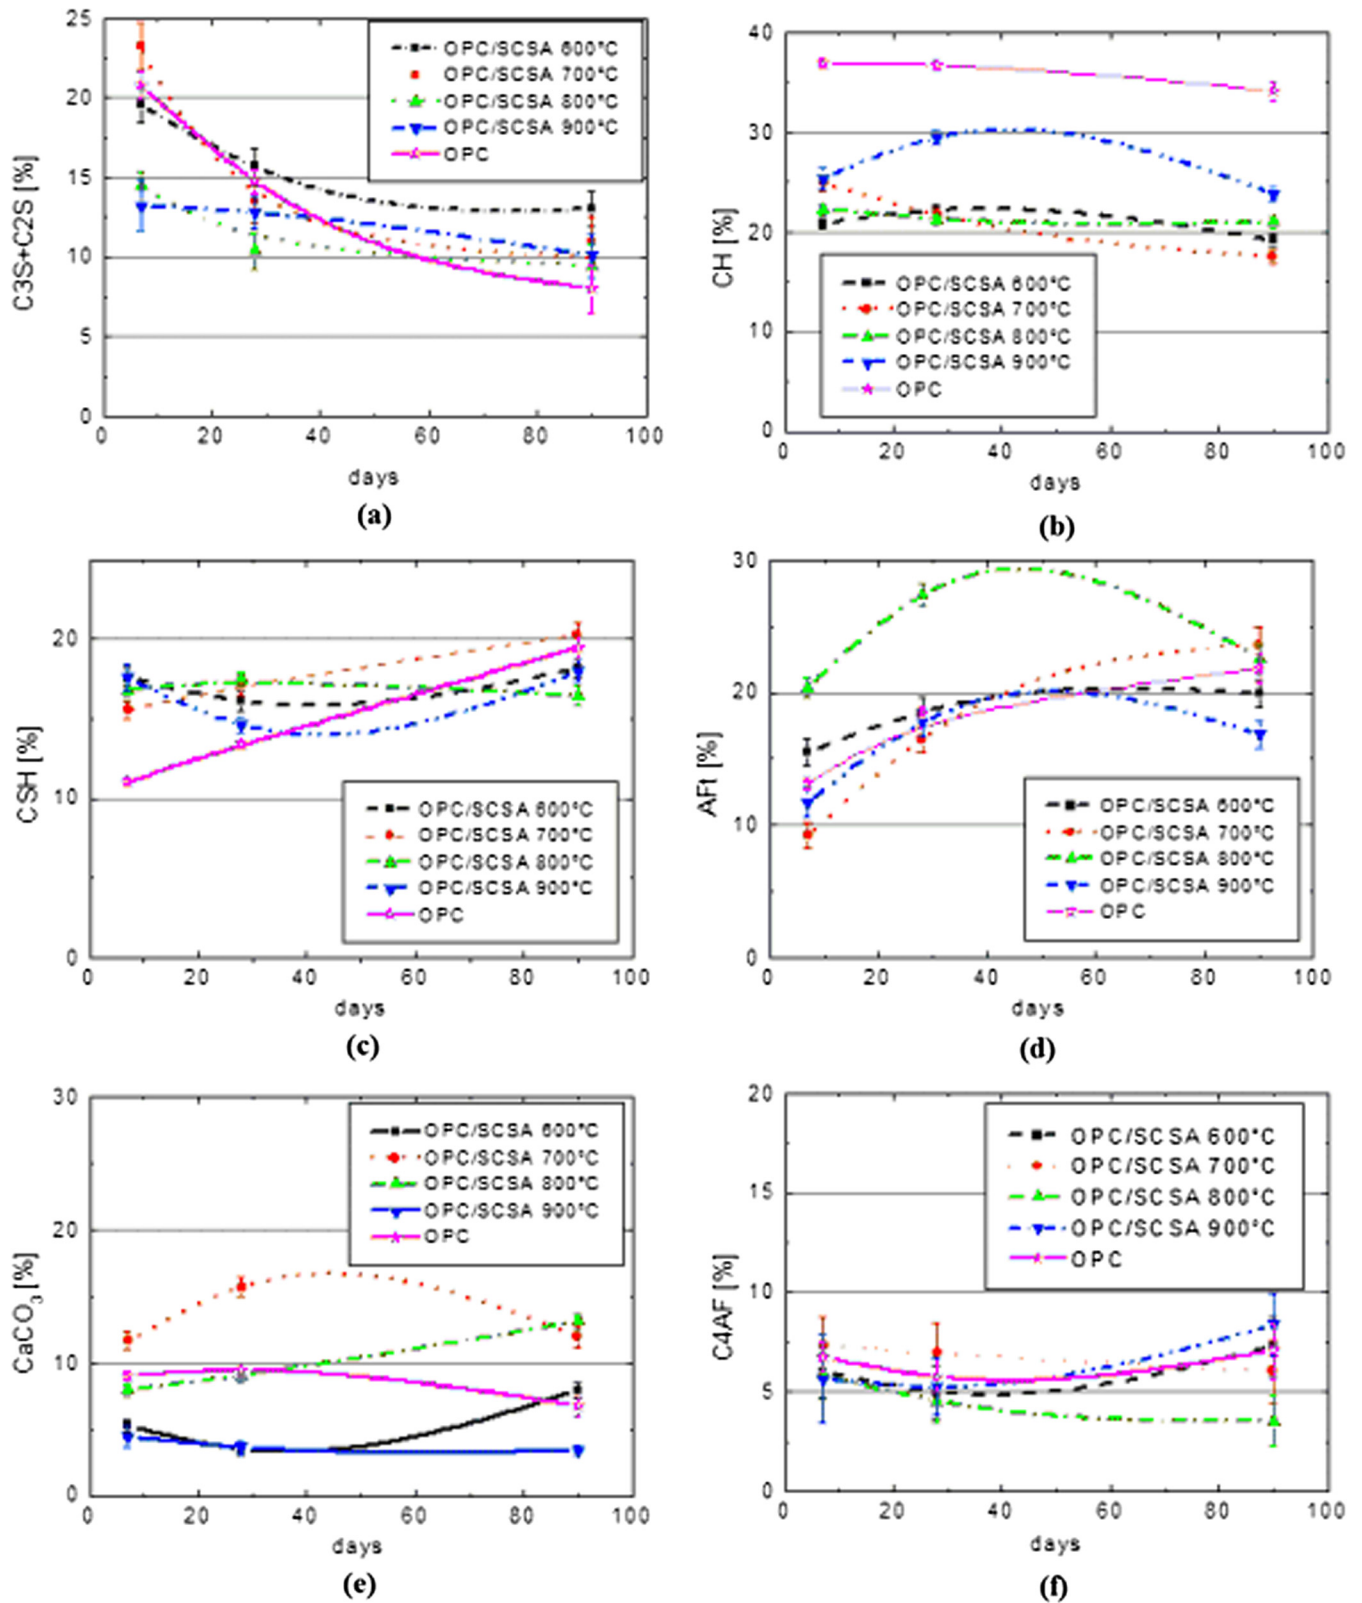 25
20
15
10
5
0
C3S+C2S [%]
OPC/SCSA 600°C
OPC/SCSA 700°C
OPC/SCSA 800°C
OPC/SCSA 900°C
OPC
0 20 40 60 80 100
days
(a)
40
30
20
10
0
CH [%]
OPC/SCSA 600°C
OPC/SCSA 700°C
OPC/SCSA 800°C
OPC/SCSA 900°C
OPC
0 20 40 60 80 100
days
(b)
20
10
0
CSH [%]
OPC/SCSA 600°C
OPC/SCSA 700°C
OPC/SCSA 800°C
OPC/SCSA 900°C
OPC
0 20 40 60 80 100
days
(c)
30
20
10
0
AFt [%]
OPC/SCSA 600°C
OPC/SCSA 700°C
OPC/SCSA 800°C
OPC/SCSA 900°C
OPC
0 20 40 60 80 100
days
(d)
30
20
10
0
CaCO3 [%]
OPC/SCSA 600°C
OPC/SCSA 700°C
OPC/SCSA 800°C
OPC/SCSA 900°C
OPC
0 20 40 60 80 100
days
(e)
20
15
10
5
0
C4AF [%]
OPC/SCSA 600°C
OPC/SCSA 700°C
OPC/SCSA 800°C
OPC/SCSA 900°C
OPC
0 20 40 60 80 100
days
(f)